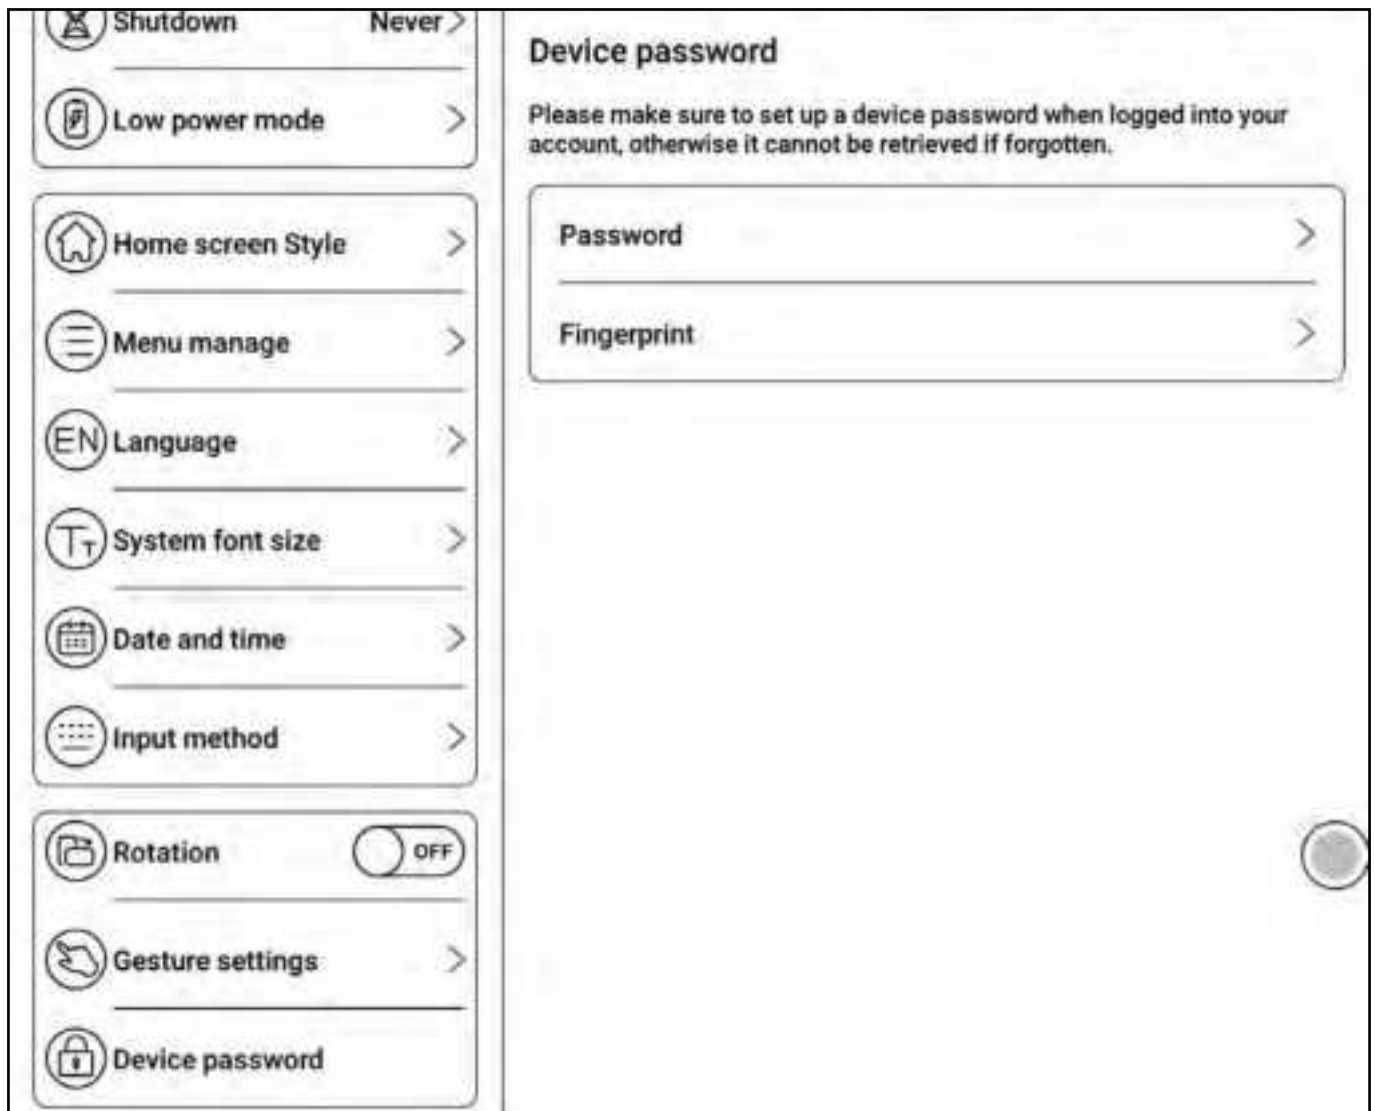 Shutdown Never
Low power mode
Home screen Style
Menu manage
EN Language
Tт System font size
Date and time
Input method
Rotation OFF
Gesture settings
Device password
Device password
Please make sure to set up a device password when logged into your
account, otherwise it cannot be retrieved if forgotten.
Password
Fingerprint